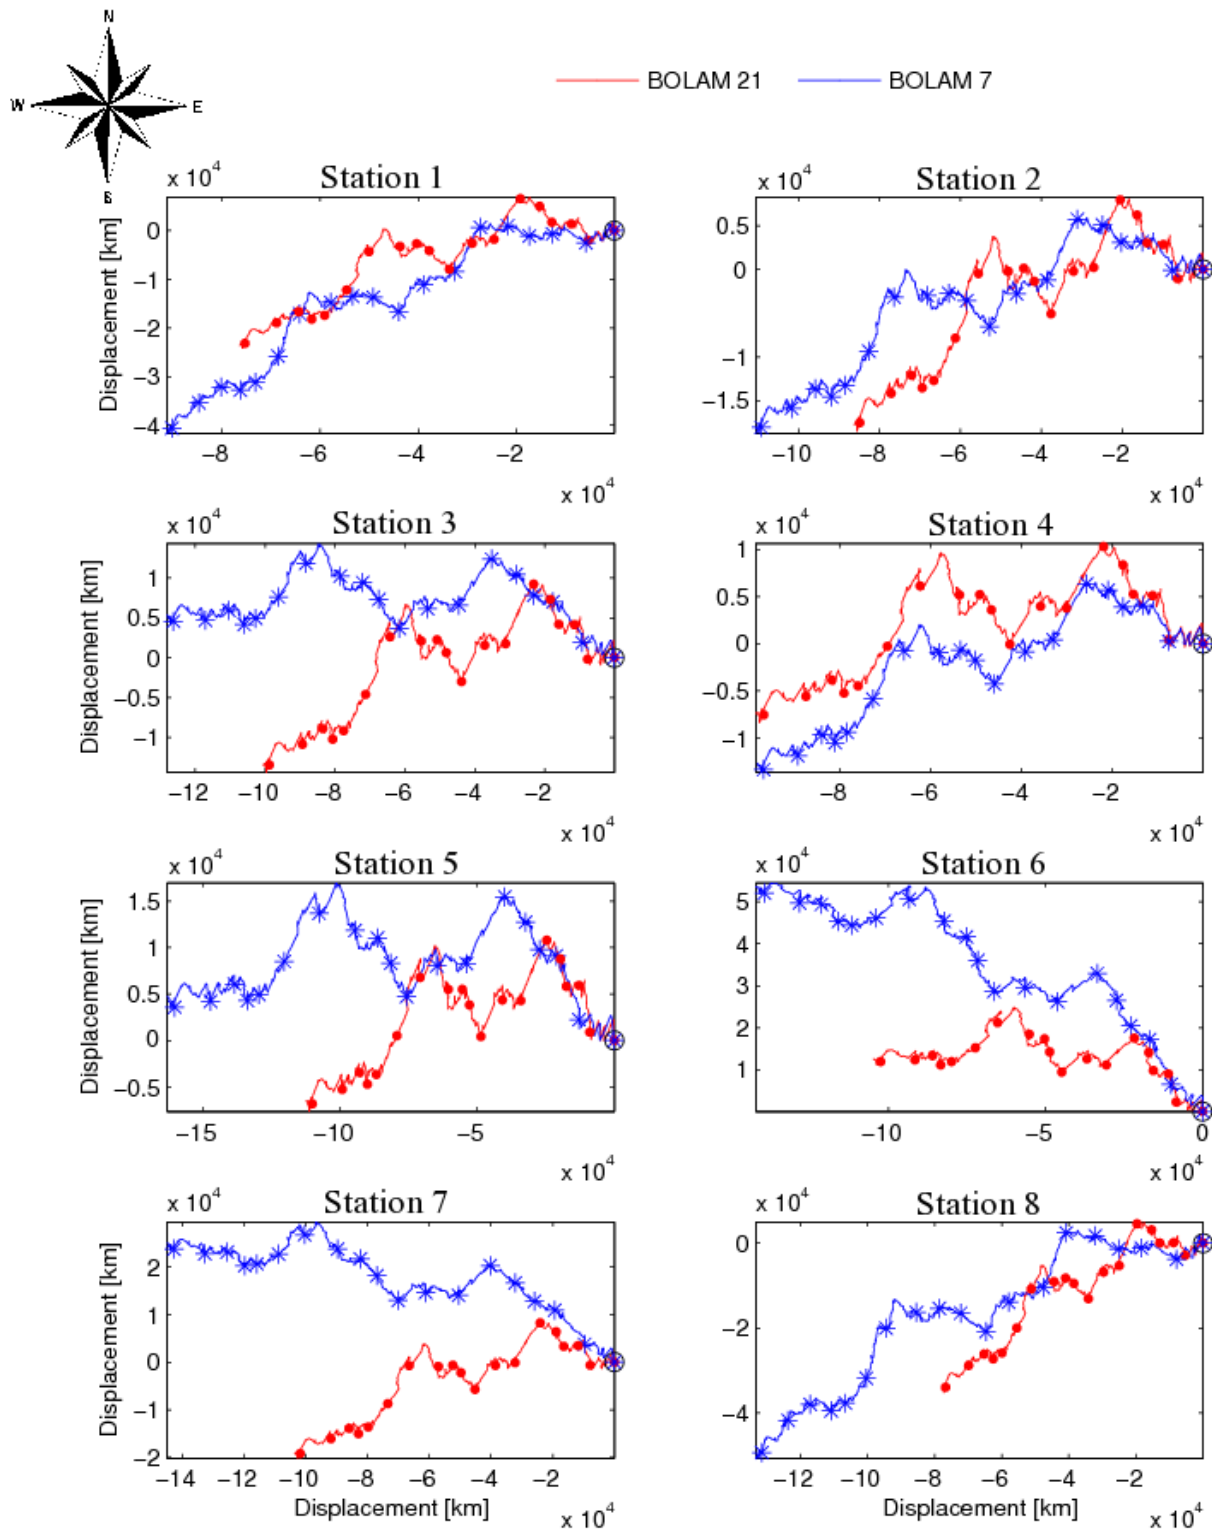 N
W E
S
BOLAM 21 BOLAM 7
x 10^4 Station 1
Displacement [km]
0
−1
−2
−3
−4
−8 −6 −4 −2
x 10^4
x 10^4 Station 2
0.5
0
−1
−1.5
−10 −8 −6 −4 −2
x 10^4
x 10^4 Station 3
Displacement [km]
1
0.5
0
−0.5
−1
−12 −10 −8 −6 −4 −2
x 10^4
x 10^4 Station 4
1
0.5
0
−0.5
−1
−8 −6 −4 −2
x 10^4
x 10^4 Station 5
Displacement [km]
1.5
1
0.5
0
−0.5
−15 −10 −5
x 10^4
x 10^4 Station 6
5
4
3
2
1
−10 −5 0
x 10^4
x 10^4 Station 7
Displacement [km]
2
1
0
−1
−2
−14 −12 −10 −8 −6 −4 −2
Displacement [km]
x 10^4
x 10^4 Station 8
0
−2
−4
−12 −10 −8 −6 −4 −2
Displacement [km]
x 10^4